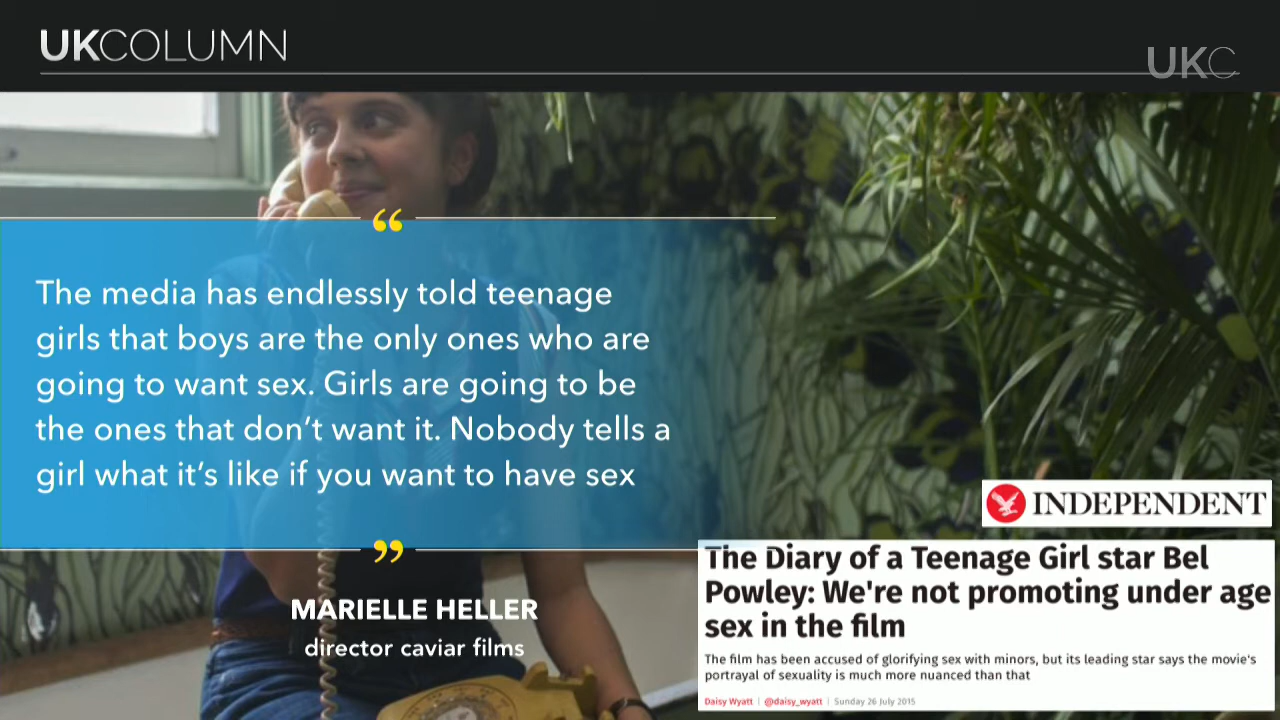 UKCOLUMN
UKC
“
The media has endlessly told teenage
girls that boys are the only ones who are
going to want sex. Girls are going to be
the ones that don’t want it. Nobody tells a
girl what it’s like if you want to have sex
”
MARIELLE HELLER
director caviar films
INDEPENDENT
The Diary of a Teenage Girl star Bel
Powley: We're not promoting under age
sex in the film
The film has been accused of glorifying sex with minors, but its leading star says the movie's
portrayal of sexuality is much more nuanced than that
Daisy Wyatt | @daisy_wyatt | Sunday 26 July 2015